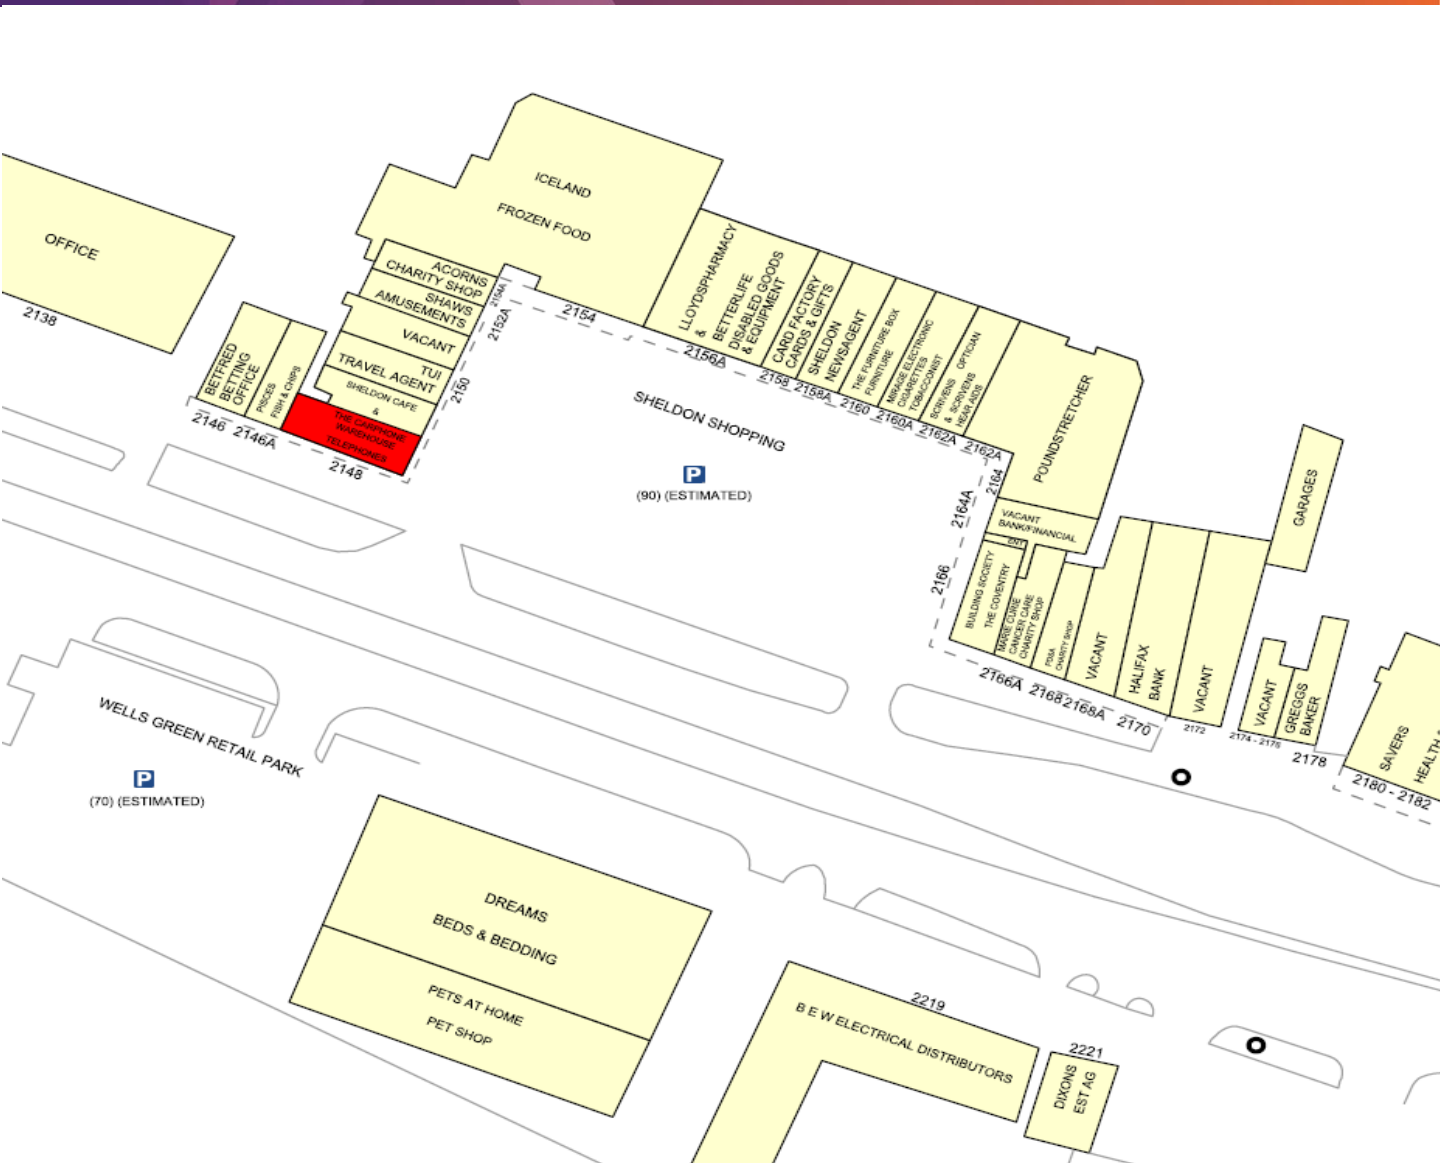 OFFICE
2138
ICELAND
FROZEN FOOD
ACORNS
CHARITY SHOP
SHAWS
AMUSEMENTS
VACANT
TUI
TRAVEL AGENT
SHELDON CAFE
&
THE CARPHONE
WAREHOUSE
TELEPHONES
BETFRED
BETTING
OFFICE
PISCES
FISH & CHIPS
2146
2146A
2148
2150
2152A
2154A
2154
LLOYDSPHARMACY
&
BETTERLIFE
DISABLED GOODS
& EQUIPMENT
2156A
CARD FACTORY
CARDS & GIFTS
2158
SHELDON
NEWSAGENT
2158A
THE FURNITURE BOX
FURNITURE
2160
MIRAGE ELECTRONIC
CIGARETTES
TOBACCONIST
2160A
SCRIVENS OPTICIAN
& SCRIVENS
HEAR AIDS
2162A
2162A
POUNDSTRETCHER
2164
2164A
2166
SHELDON SHOPPING
P
(90) (ESTIMATED)
VACANT
BANK/FINANCIAL
ENT
BUILDING SOCIETY
THE COVENTRY
MARIE CURIE
CANCER CARE
CHARITY SHOP
PDSA
CHARITY SHOP
VACANT
HALIFAX
BANK
VACANT
2166A
2168
2168A
2170
2172
GARAGES
VACANT
GREGGS
BAKER
2174 - 2176
2178
SAVERS
HEALTH &
2180 - 2182
WELLS GREEN RETAIL PARK
P
(70) (ESTIMATED)
DREAMS
BEDS & BEDDING
PETS AT HOME
PET SHOP
2219
B E W ELECTRICAL DISTRIBUTORS
2221
DIXONS
EST AG